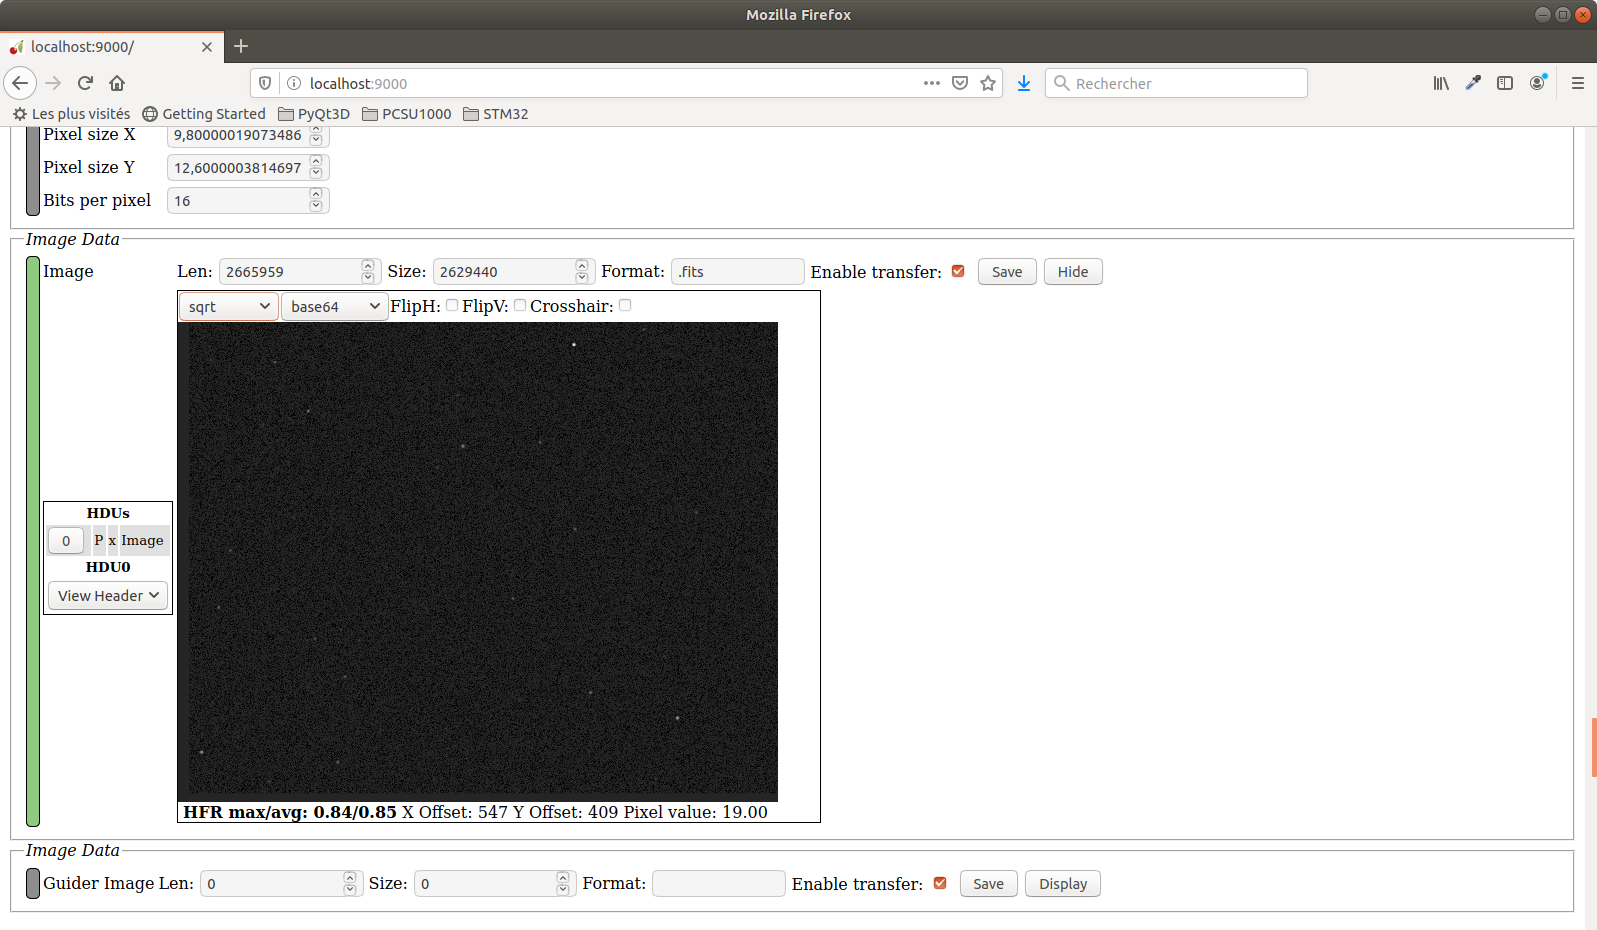 Mozilla Firefox
localhost:9000/
localhost:9000
Rechercher
Les plus visités Getting Started PyQt3D PCSU1000 STM32
Pixel size X 9,80000019073486
Pixel size Y 12,6000003814697
Bits per pixel 16
Image Data
Image Len: 2665959 Size: 2629440 Format: .fits Enable transfer: Save Hide
sqrt base64 FlipH: FlipV: Crosshair:
HDUs
0 P x Image
HDU0
View Header
HFR max/avg: 0.84/0.85 X Offset: 547 Y Offset: 409 Pixel value: 19.00
Image Data
Guider Image Len: 0 Size: 0 Format: Enable transfer: Save Display